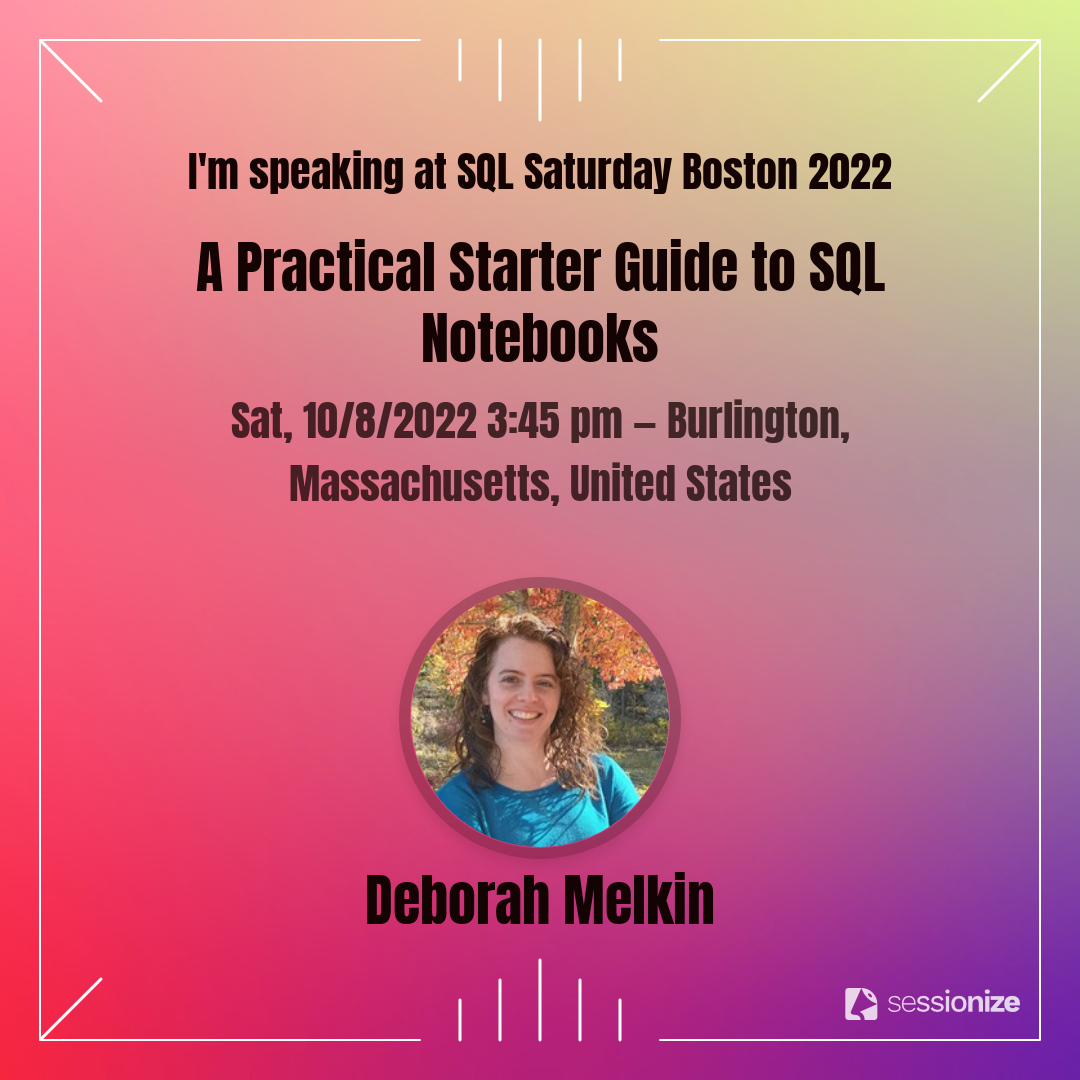 I'm speaking at SQL Saturday Boston 2022
A Practical Starter Guide to SQL
Notebooks
Sat, 10/8/2022 3:45 pm – Burlington,
Massachusetts, United States
Deborah Melkin
sessionize